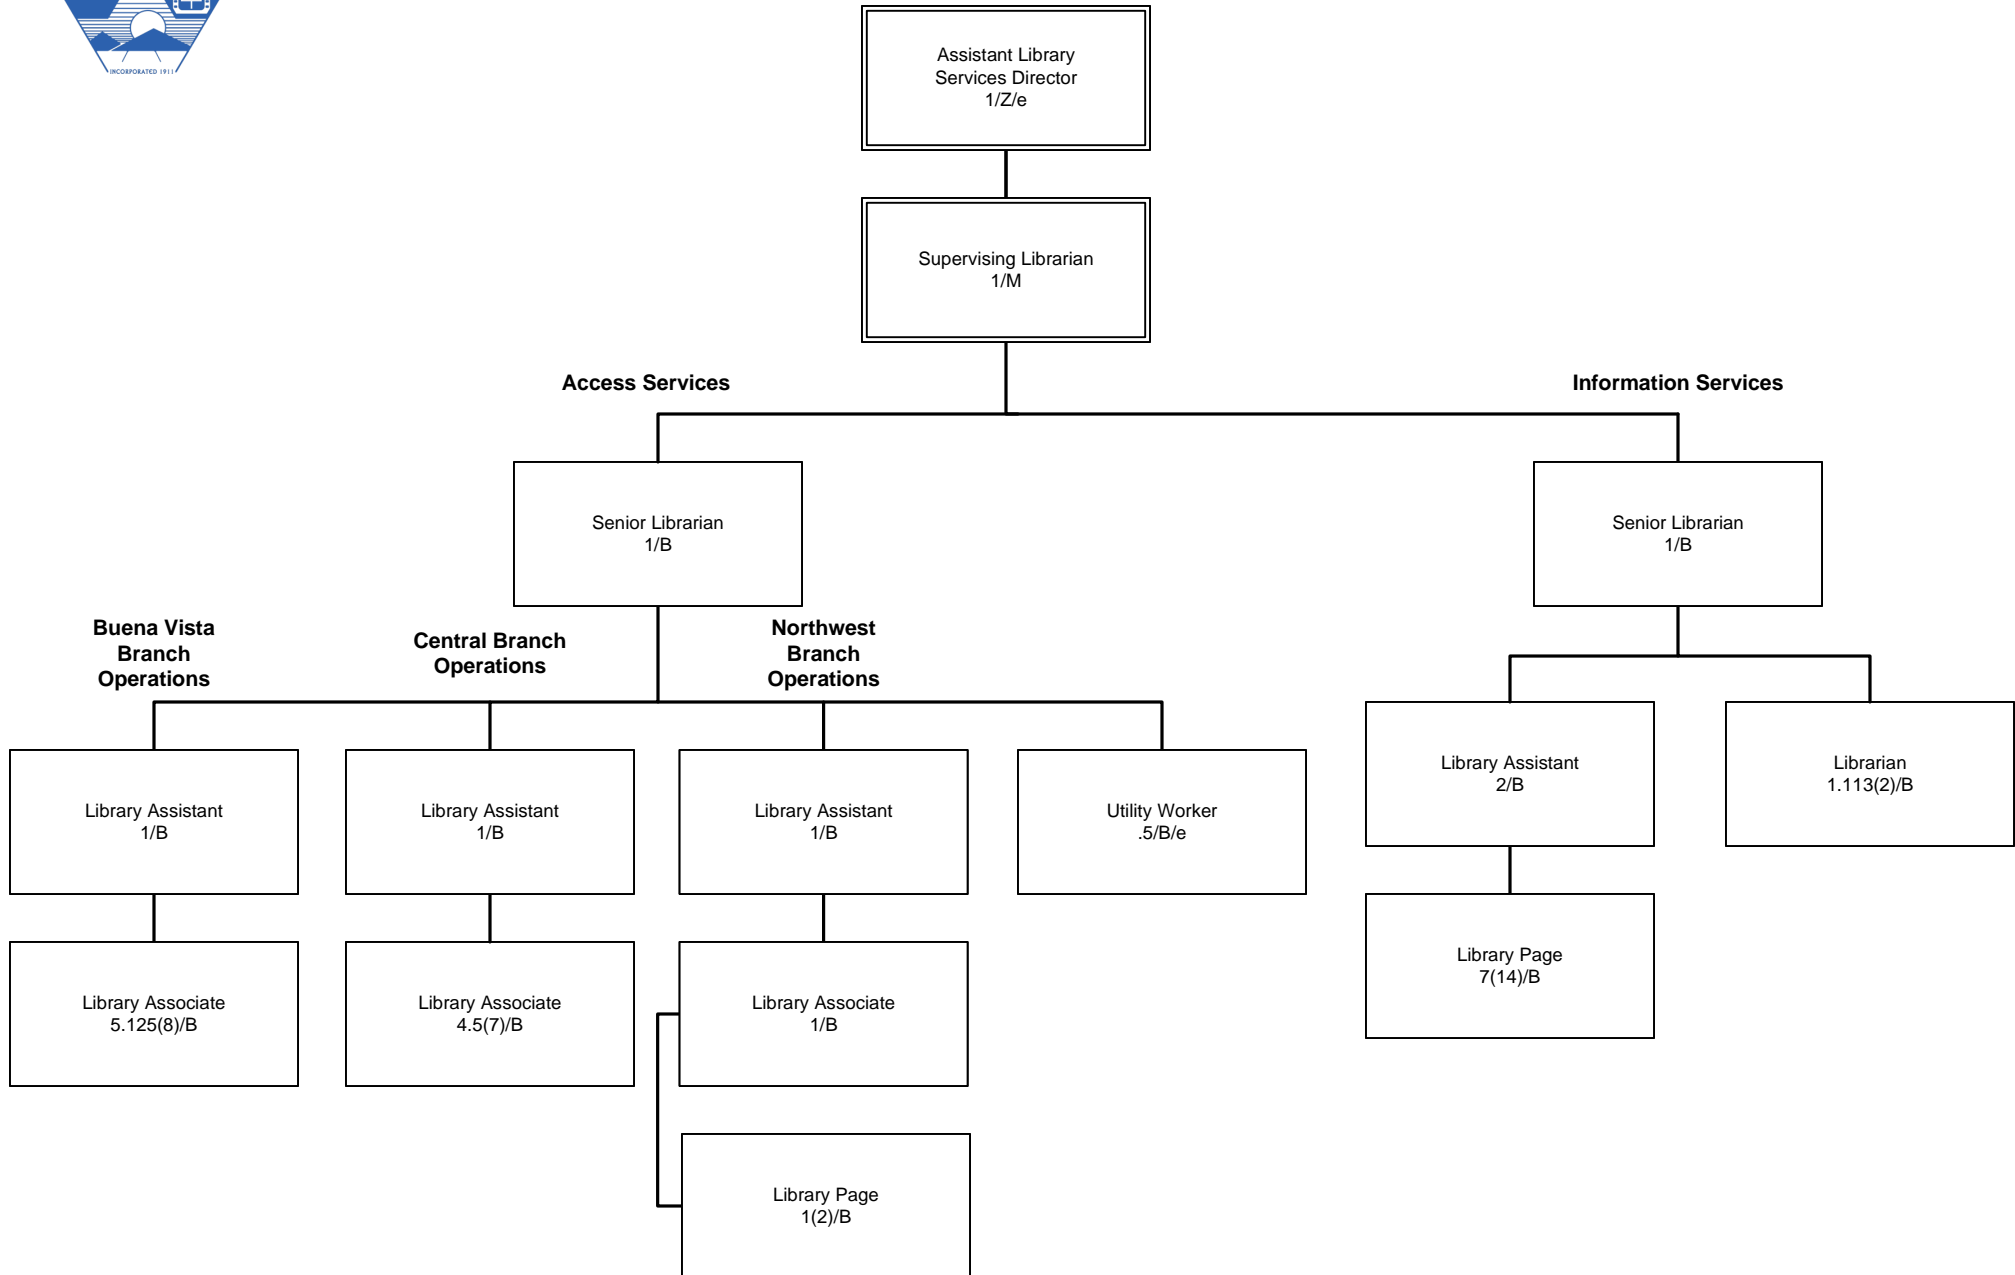 INCORPORATED 1911
Assistant Library
Services Director
1/Z/e
Supervising Librarian
1/M
Access Services
Information Services
Senior Librarian
1/B
Senior Librarian
1/B
Buena Vista
Branch
Operations
Central Branch
Operations
Northwest
Branch
Operations
Library Assistant
1/B
Library Assistant
1/B
Library Assistant
1/B
Utility Worker
.5/B/e
Library Assistant
2/B
Librarian
1.113(2)/B
Library Associate
5.125(8)/B
Library Associate
4.5(7)/B
Library Associate
1/B
Library Page
7(14)/B
Library Page
1(2)/B